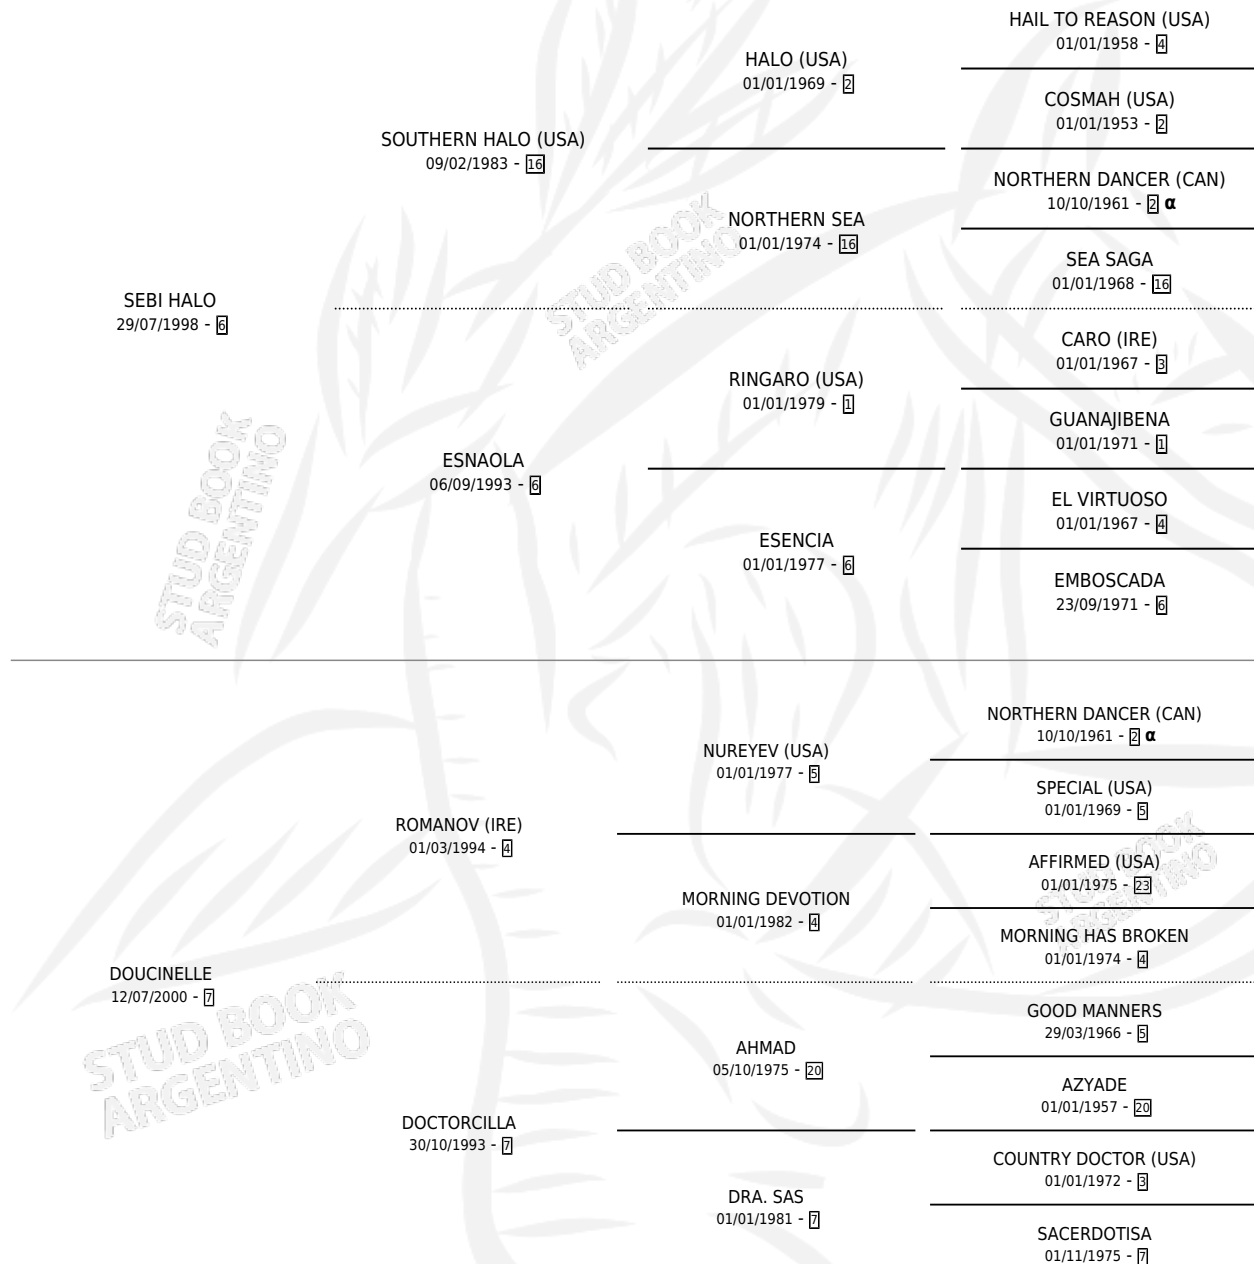 HAIL TO REASON (USA)
01/01/1958 - 4
HALO (USA)
01/01/1969 - 2
COSMAH (USA)
01/01/1953 - 2
SOUTHERN HALO (USA)
09/02/1983 - 16
NORTHERN DANCER (CAN)
10/10/1961 - 2 α
NORTHERN SEA
01/01/1974 - 16
SEA SAGA
01/01/1968 - 16
SEBI HALO
29/07/1998 - 6
CARO (IRE)
01/01/1967 - 3
RINGARO (USA)
01/01/1979 - 1
GUANAJIBENA
01/01/1971 - 1
ESNAOLA
06/09/1993 - 6
EL VIRTUOSO
01/01/1967 - 4
ESENCIA
01/01/1977 - 6
EMBOSCADA
23/09/1971 - 6
NORTHERN DANCER (CAN)
10/10/1961 - 2 α
NUREYEV (USA)
01/01/1977 - 5
SPECIAL (USA)
01/01/1969 - 5
ROMANOV (IRE)
01/03/1994 - 4
AFFIRMED (USA)
01/01/1975 - 23
MORNING DEVOTION
01/01/1982 - 4
MORNING HAS BROKEN
01/01/1974 - 4
DOUCINELLE
12/07/2000 - 7
GOOD MANNERS
29/03/1966 - 5
AHMAD
05/10/1975 - 20
AZYADE
01/01/1957 - 20
DOCTORCILLA
30/10/1993 - 7
COUNTRY DOCTOR (USA)
01/01/1972 - 3
DRA. SAS
01/01/1981 - 7
SACERDOTISA
01/11/1975 - 7
STUD BOOK
ARGENTINO
STUD BOOK
ARGENTINO
STUD BOOK
ARGENTINO
STUD BOOK
ARGENTINO